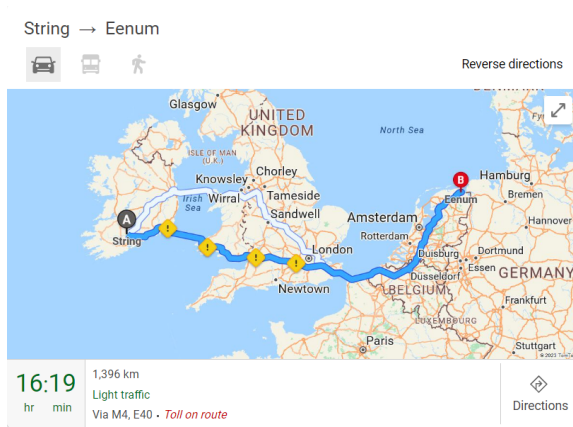 String → Eenum
Reverse directions
Glasgow
UNITED
KINGDOM
North Sea
ISLE OF MAN
(U.K.)
Knowsley
Chorley
Hamburg
Irish
Sea
Wirral
Tameside
Eenum
Bremen
A
B
Sandwell
Amsterdam
Hannover
String
Rotterdam
London
Duisburg
Dortmund
Düsseldorf
Essen
GERMANY
Newtown
BELGIUM
Frankfurt
LUXEMBOURG
Paris
Stuttgart
16:19
hr min
1,396 km
Light traffic
Via M4, E40 • Toll on route
Directions